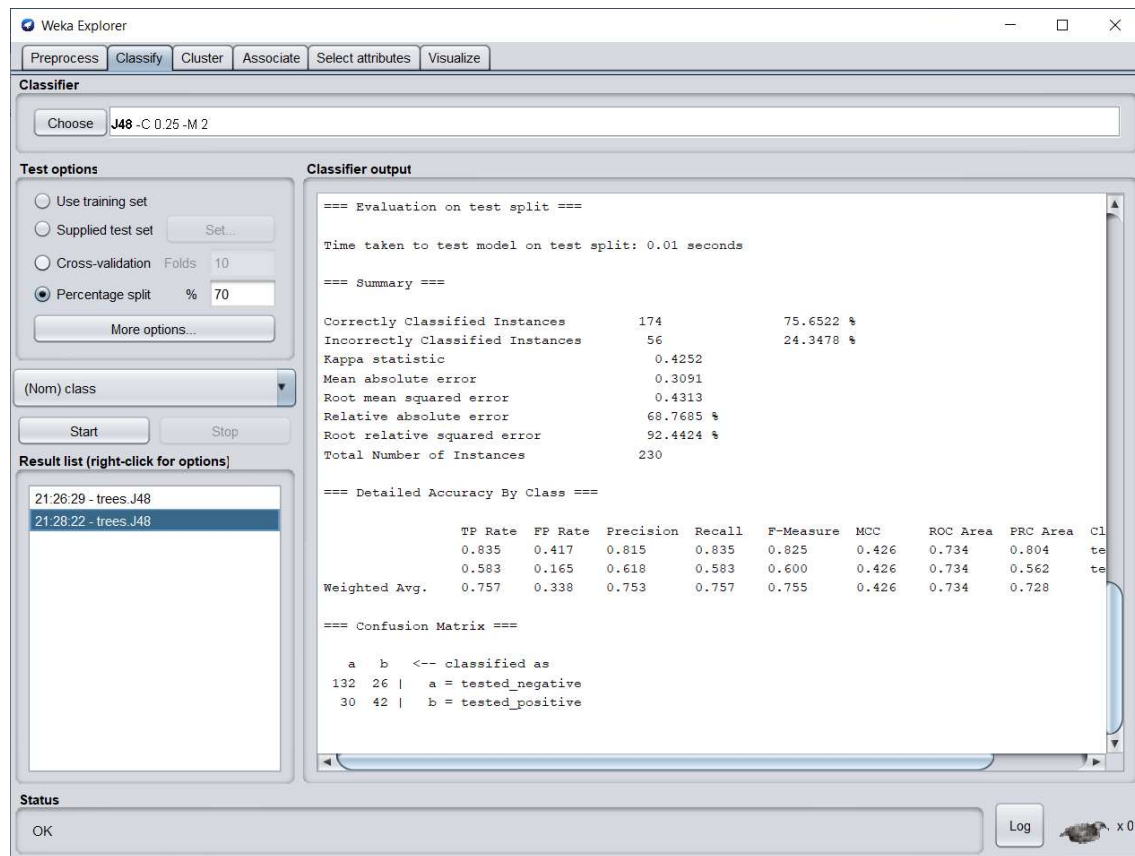 Weka Explorer
Preprocess Classify Cluster Associate Select attributes Visualize
Classifier
Choose J48 -C 0.25 -M 2
Test options
Use training set
Supplied test set Set...
Cross-validation Folds 10
Percentage split % 70
More options...
(Nom) class
Start Stop
Result list (right-click for options)
21:26:29 - trees.J48
21:28:22 - trees.J48
Classifier output
=== Evaluation on test split ===
Time taken to test model on test split: 0.01 seconds
=== Summary ===
Correctly Classified Instances 174 75.6522 %
Incorrectly Classified Instances 56 24.3478 %
Kappa statistic 0.4252
Mean absolute error 0.3091
Root mean squared error 0.4313
Relative absolute error 68.7685 %
Root relative squared error 92.4424 %
Total Number of Instances 230
=== Detailed Accuracy By Class ===
TP Rate FP Rate Precision Recall F-Measure MCC ROC Area PRC Area Cl
0.835 0.417 0.815 0.835 0.825 0.426 0.734 0.804 te
0.583 0.165 0.618 0.583 0.600 0.426 0.734 0.562 te
Weighted Avg. 0.757 0.338 0.753 0.757 0.755 0.426 0.734 0.728
=== Confusion Matrix ===
a b <-- classified as
132 26 | a = tested_negative
30 42 | b = tested_positive
Status
OK
Log x 0